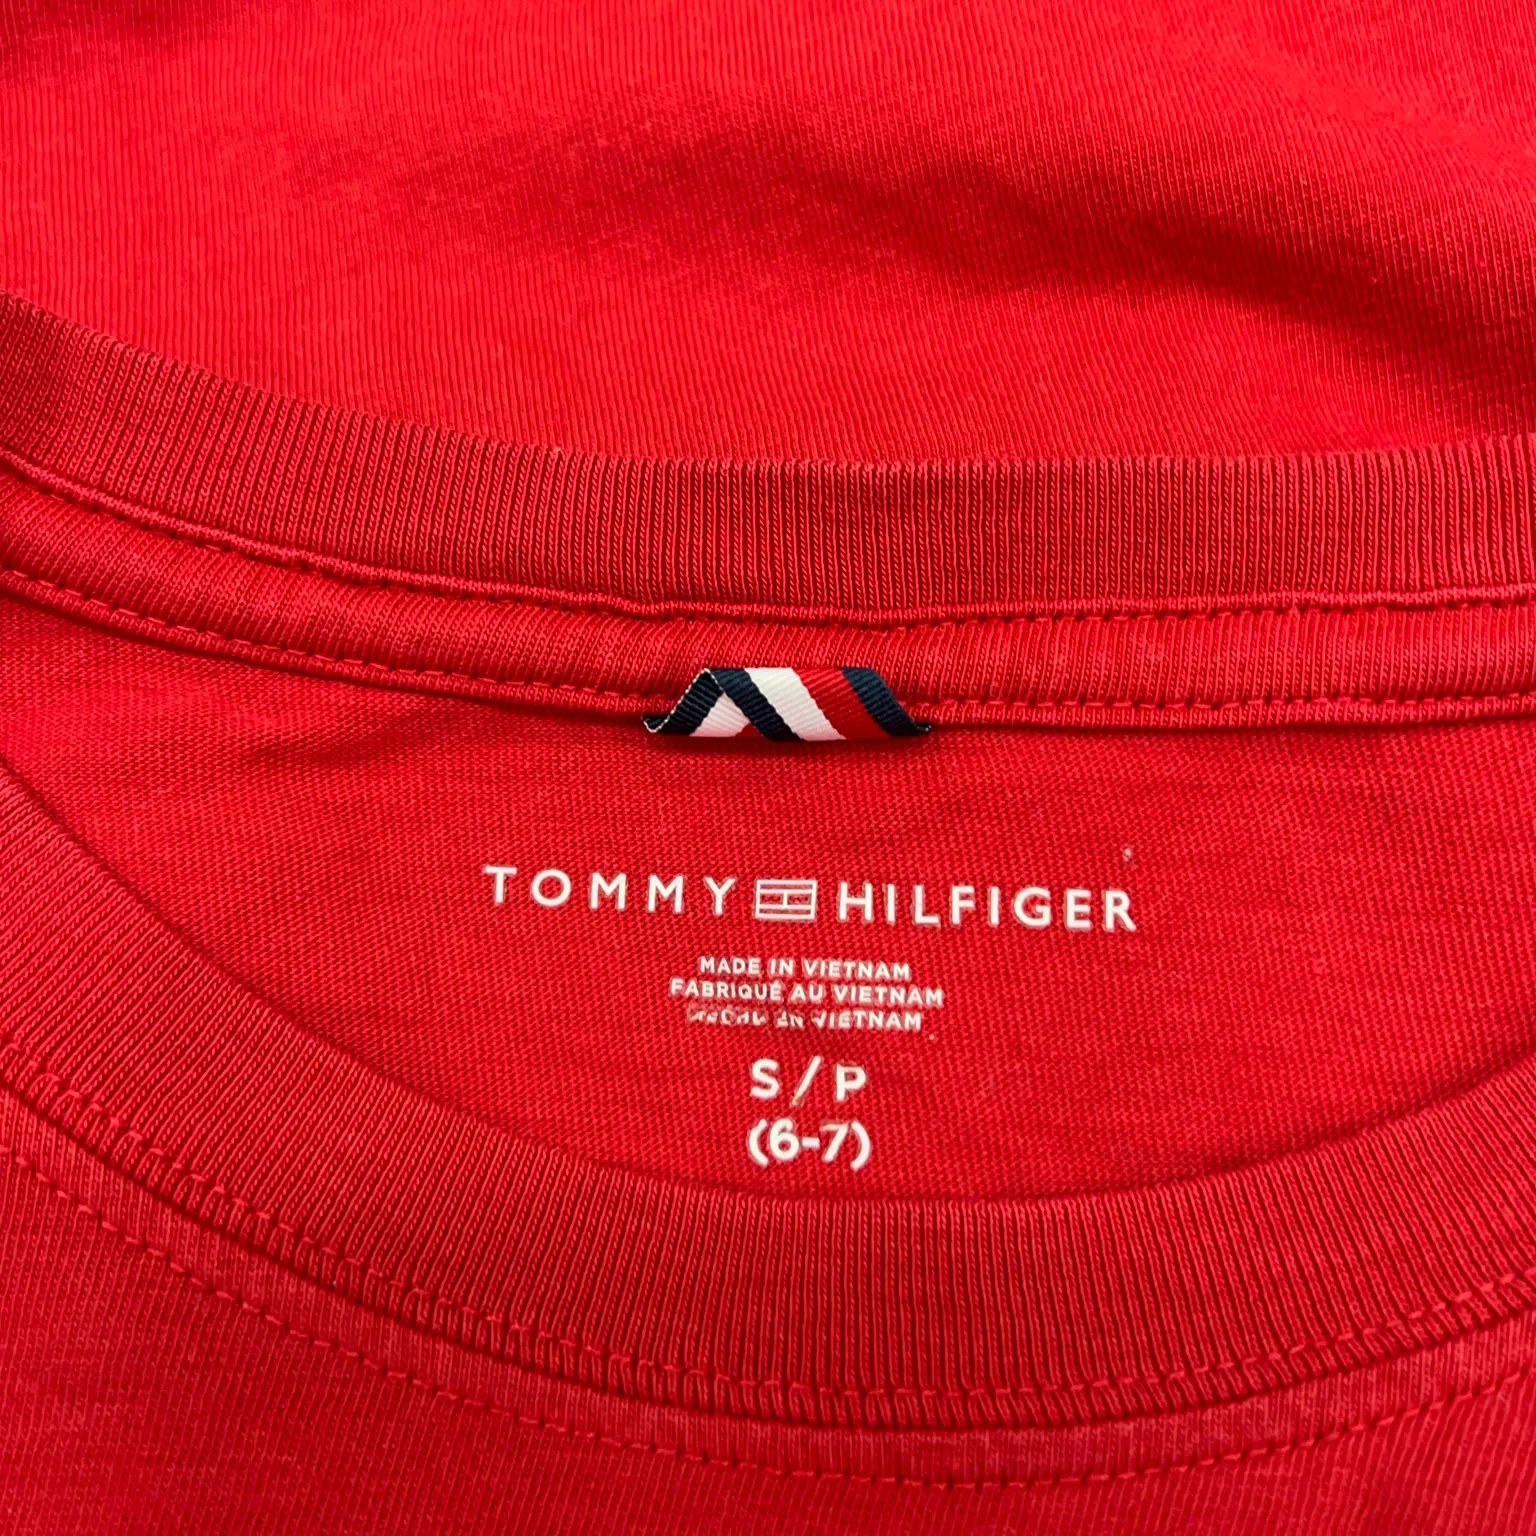 TOMMY HILFIGER
MADE IN VIETNAM
FABRIQUÉ AU VIETNAM
VIETNAM
S / P
(6-7)